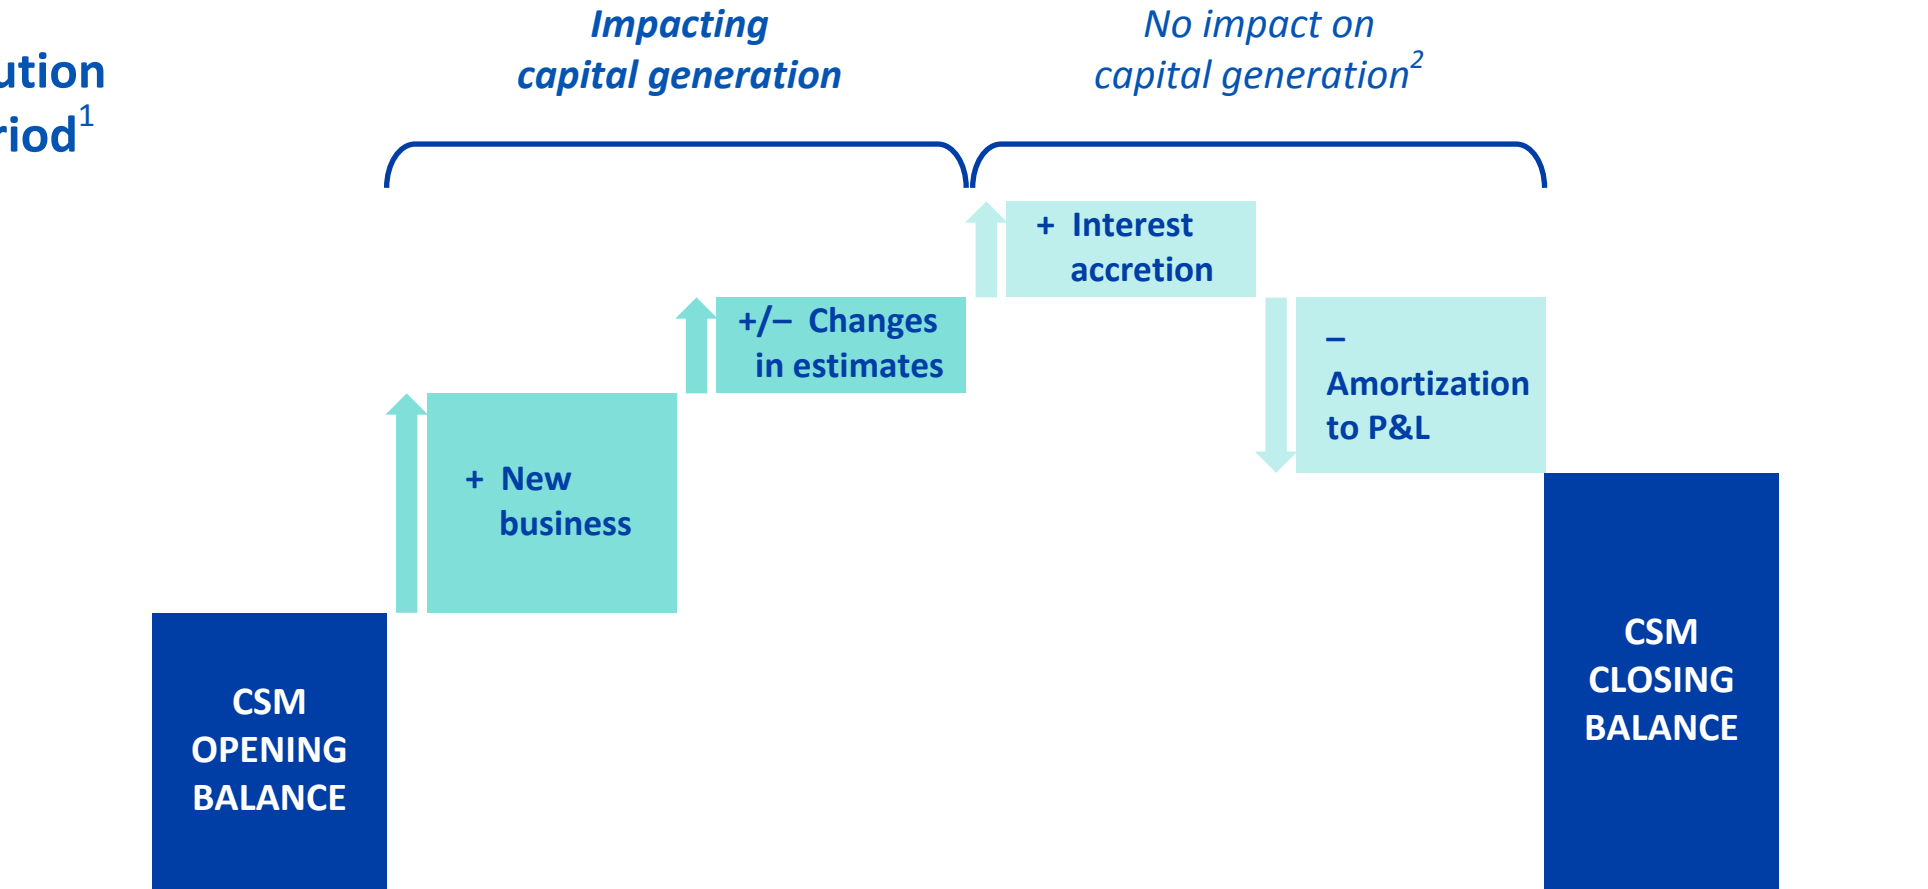 Impacting
capital generation
No impact on
capital generation2
ution
riod1
+ Interest
accretion
+/– Changes
in estimates
–
Amortization
to P&L
+ New
business
CSM
OPENING
BALANCE
CSM
CLOSING
BALANCE